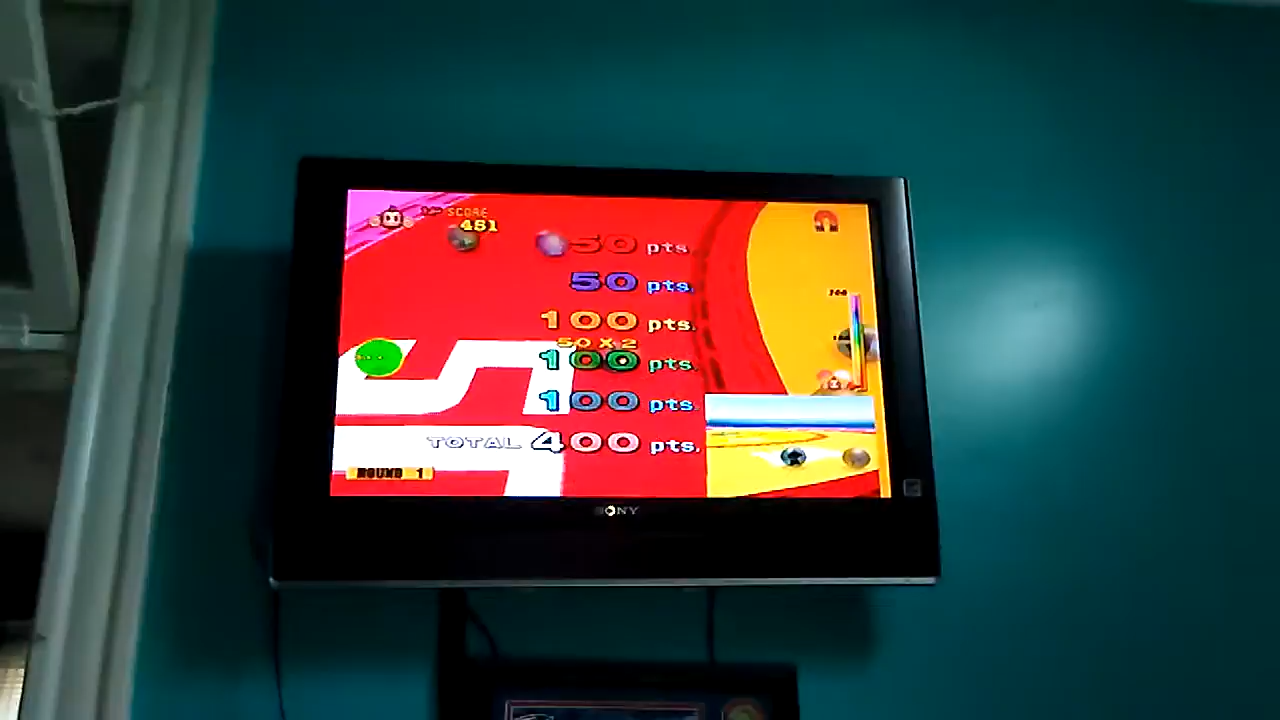 SCORE
481
50 pts.
50 pts.
100 pts.
50 X 2
100 pts.
100 pts.
TOTAL 400 pts.
ROUND 1
SONY